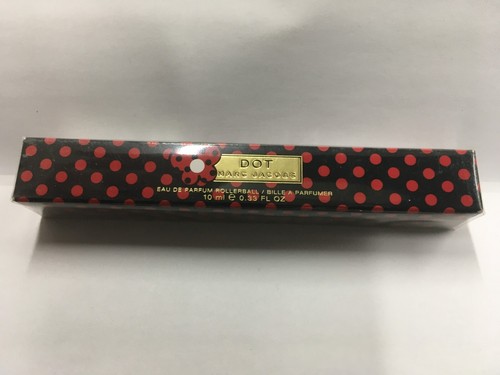 DOT
MARC JACOBS
EAU DE PARFUM ROLLERBALL / BILLE A PARFUMER
10 ml ℮ 0.33 FL OZ